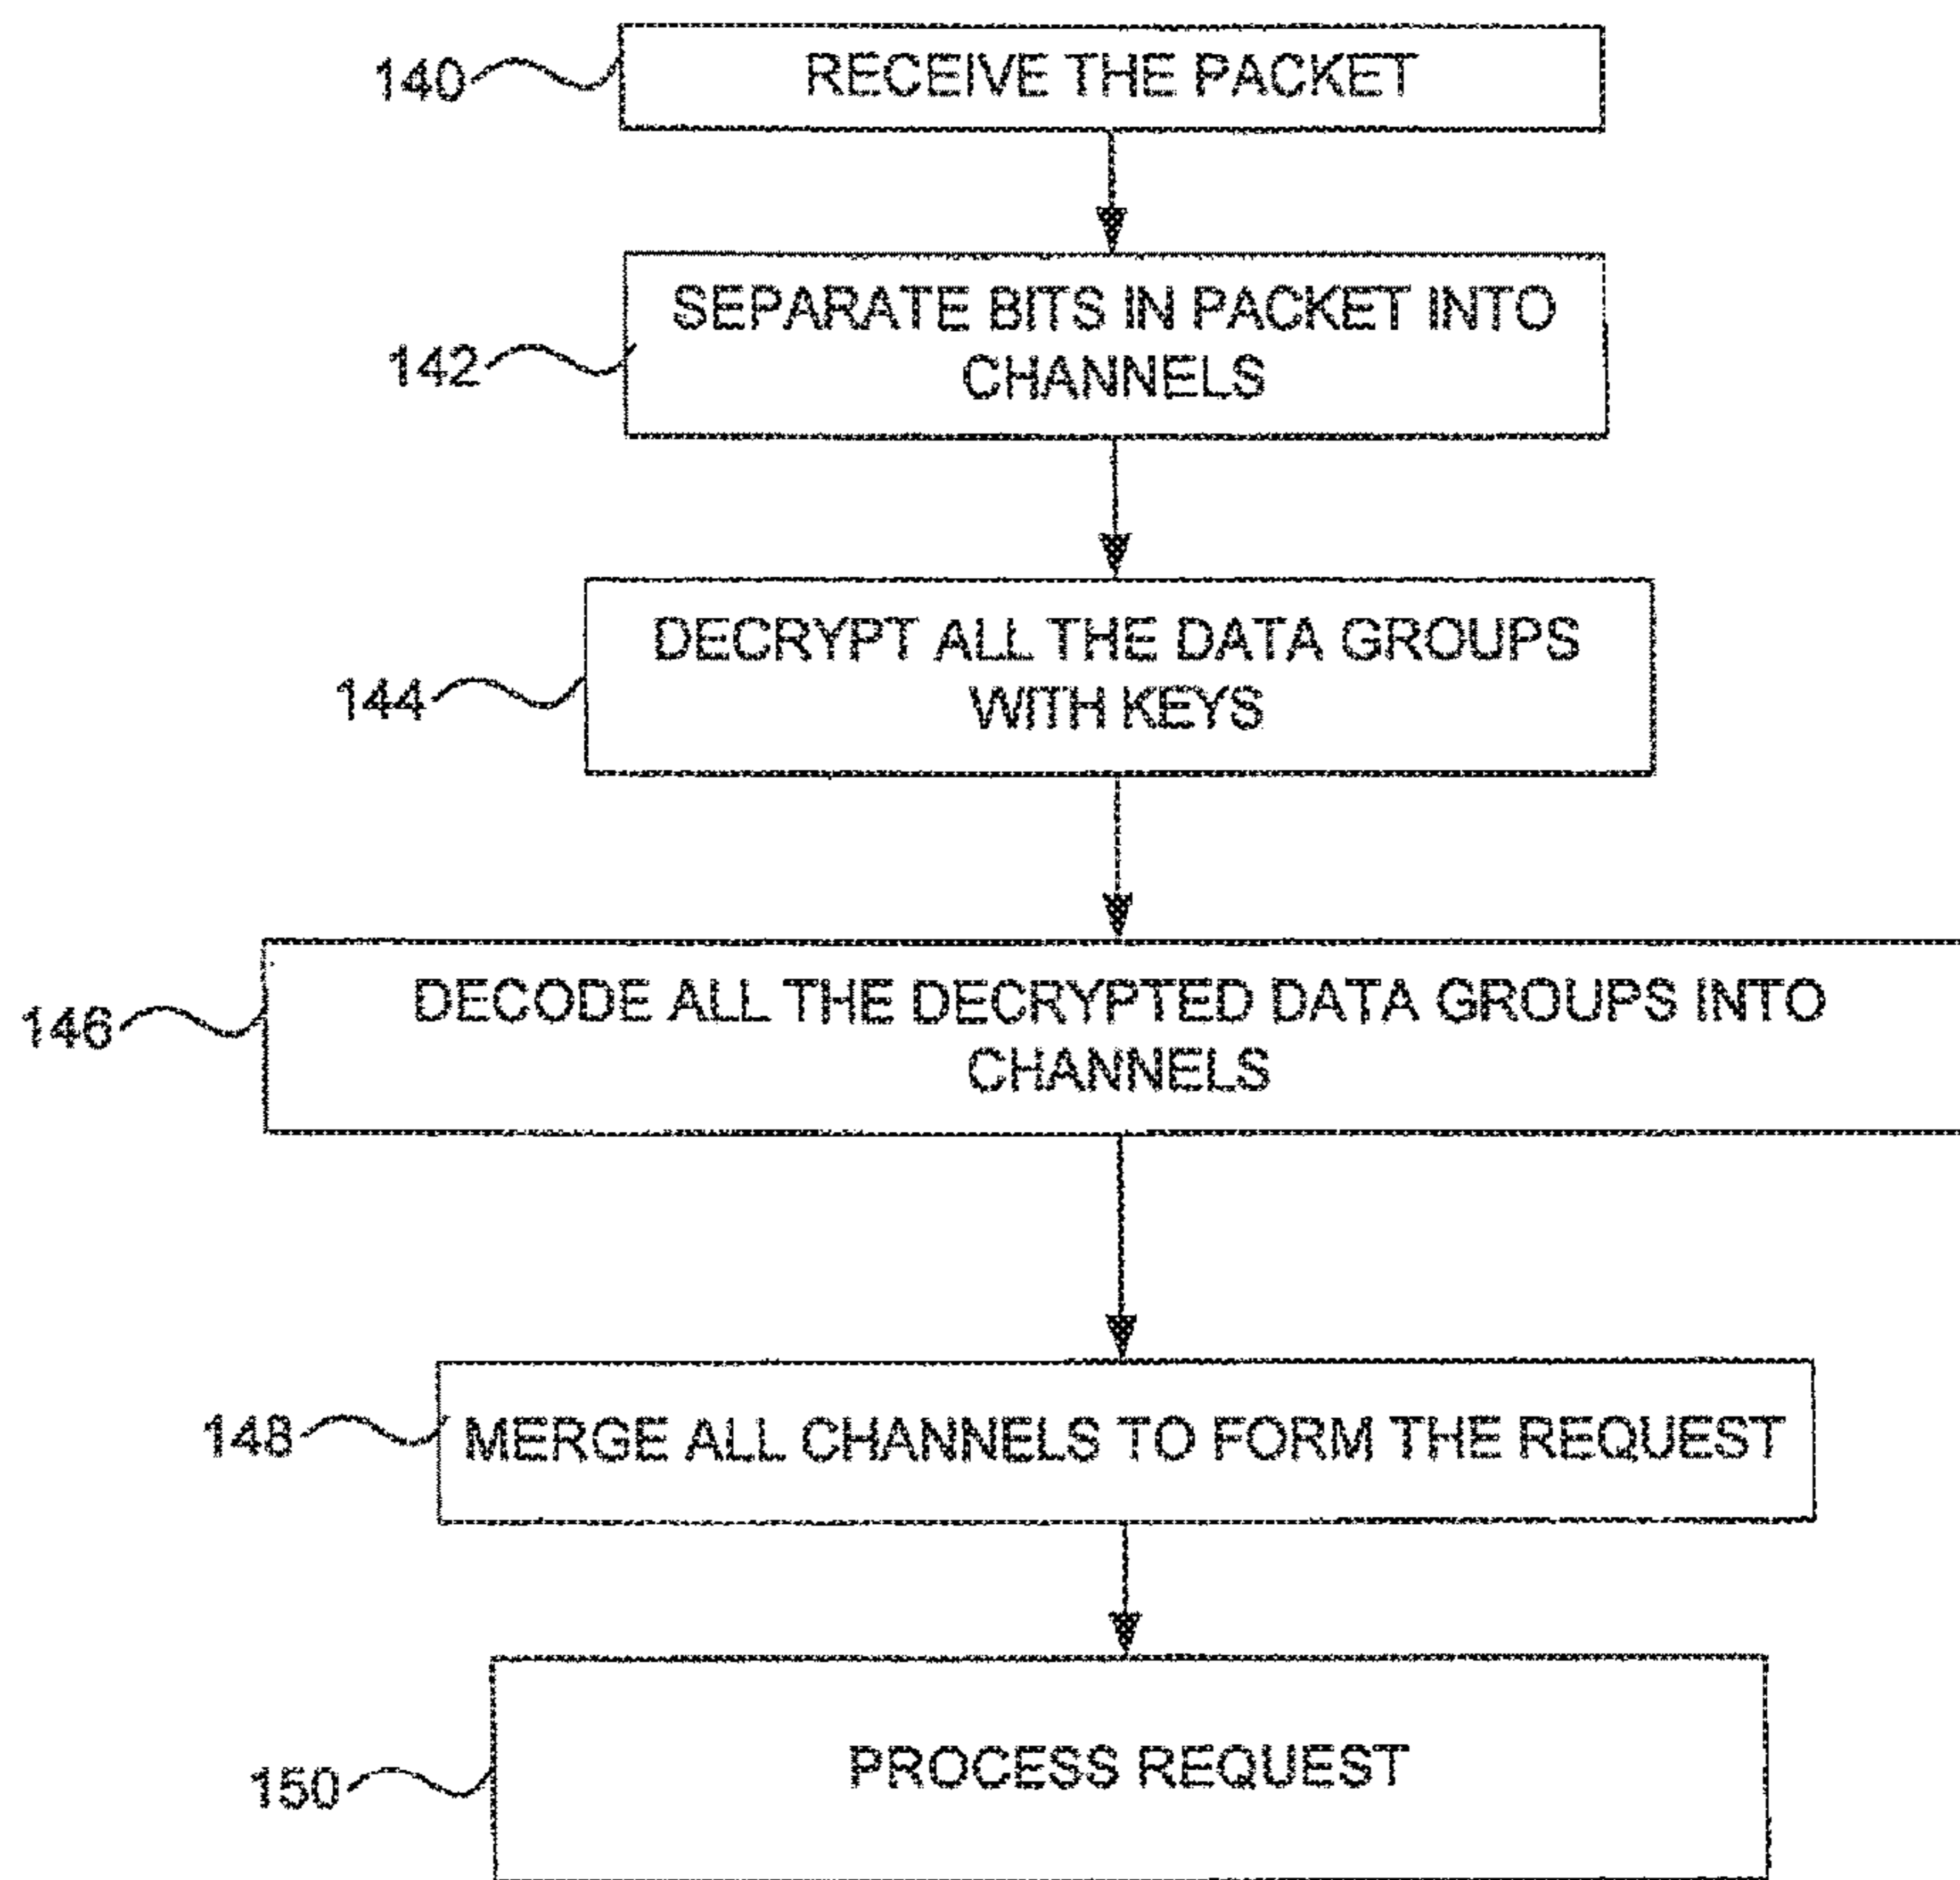 140
RECEIVE THE PACKET
142
SEPARATE BITS IN PACKET INTO
CHANNELS
144
DECRYPT ALL THE DATA GROUPS
WITH KEYS
146
DECODE ALL THE DECRYPTED DATA GROUPS INTO
CHANNELS
148
MERGE ALL CHANNELS TO FORM THE REQUEST
150
PROCESS REQUEST